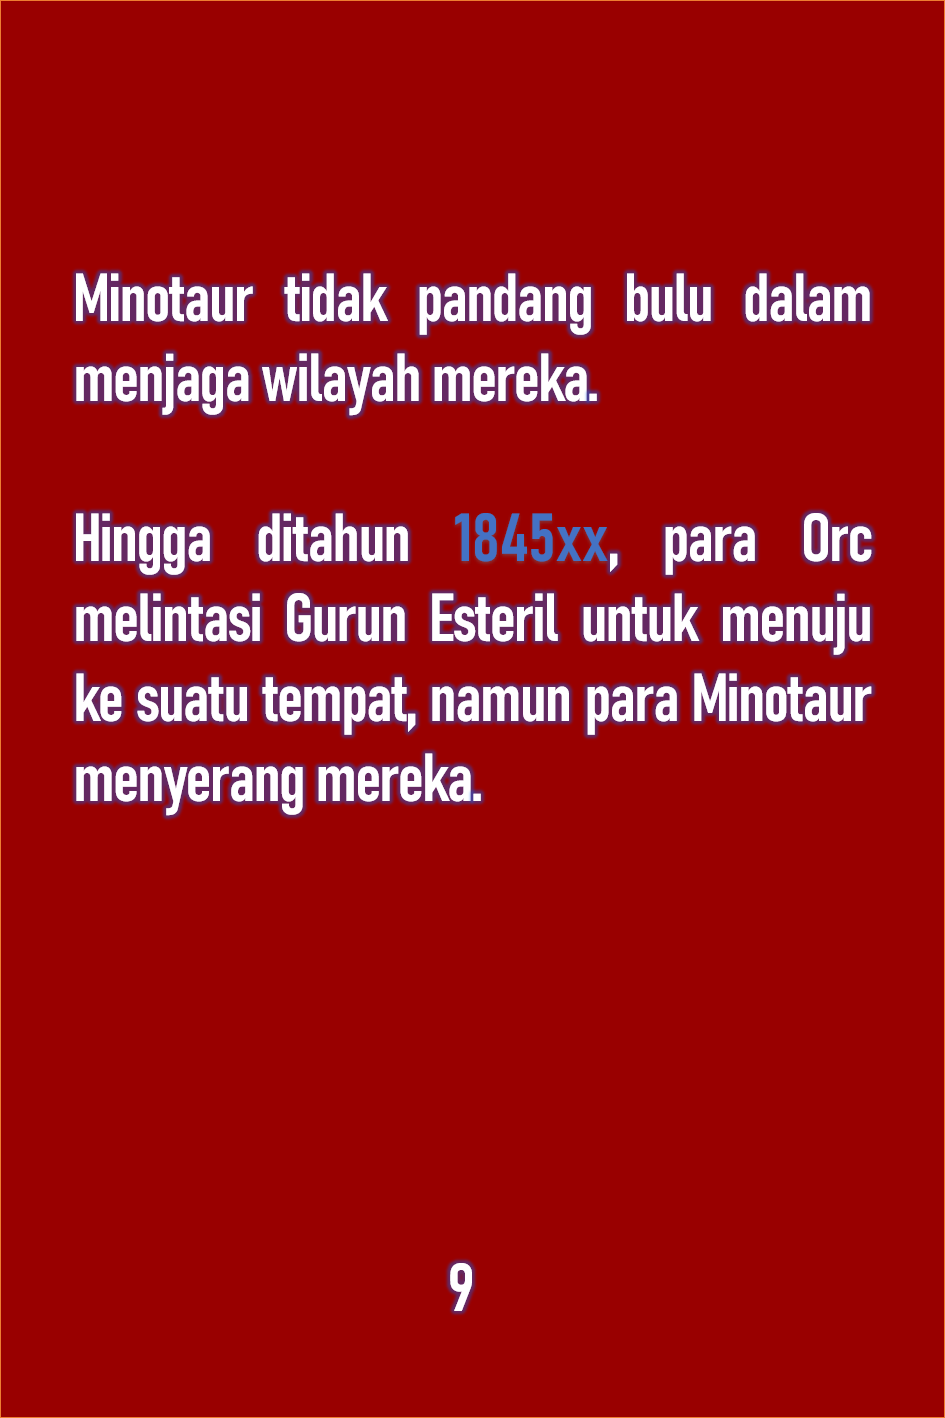 Minotaur tidak pandang bulu dalam
menjaga wilayah mereka.
Hingga ditahun 1845xx, para Orc
melintasi Gurun Esteril untuk menuju
ke suatu tempat, namun para Minotaur
menyerang mereka.
9